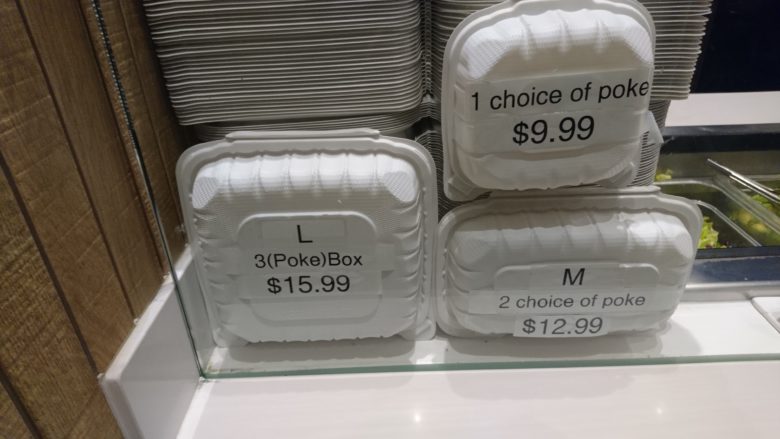 1 choice of poke
$9.99
L
3(Poke)Box
$15.99
M
2 choice of poke
$12.99